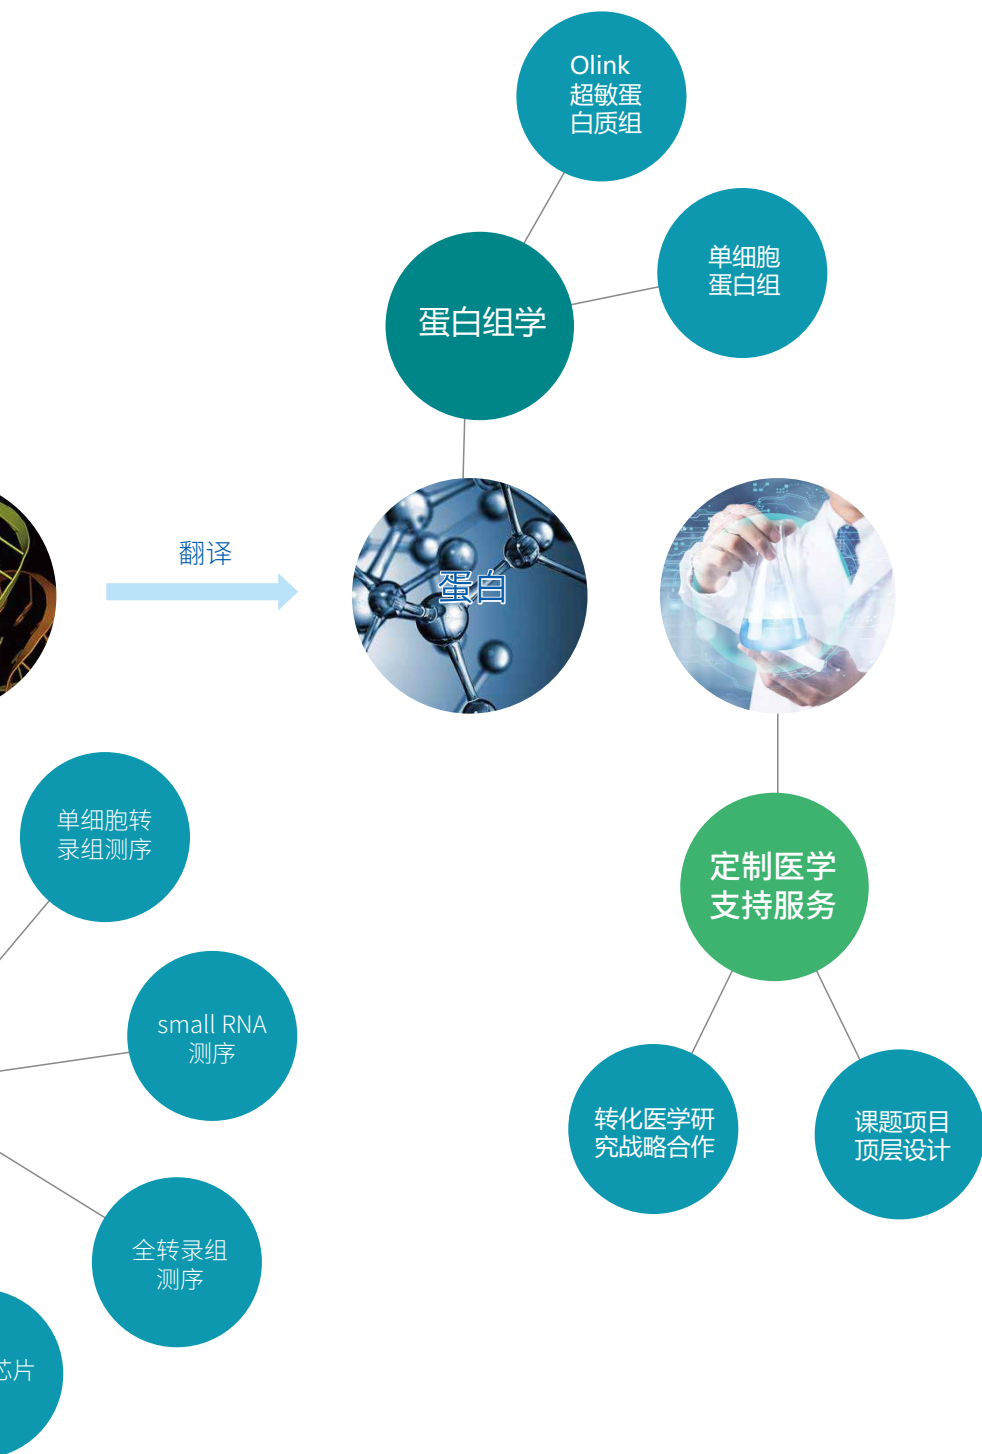 Olink
超敏蛋
白质组
单细胞
蛋白组
蛋白组学
翻译
蛋白
单细胞转
录组测序
定制医学
支持服务
small RNA
测序
转化医学研
究战略合作
课题项目
顶层设计
全转录组
测序
芯片